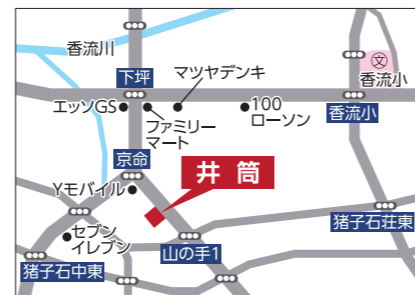 香流川
文
香流小
下坪
マツヤデンキ
エッソGS
ファミリー
マート
100
ローソン
香流小
京命
井筒
Yモバイル
猪子石荘東
セブン
イレブン
山の手1
猪子石中東